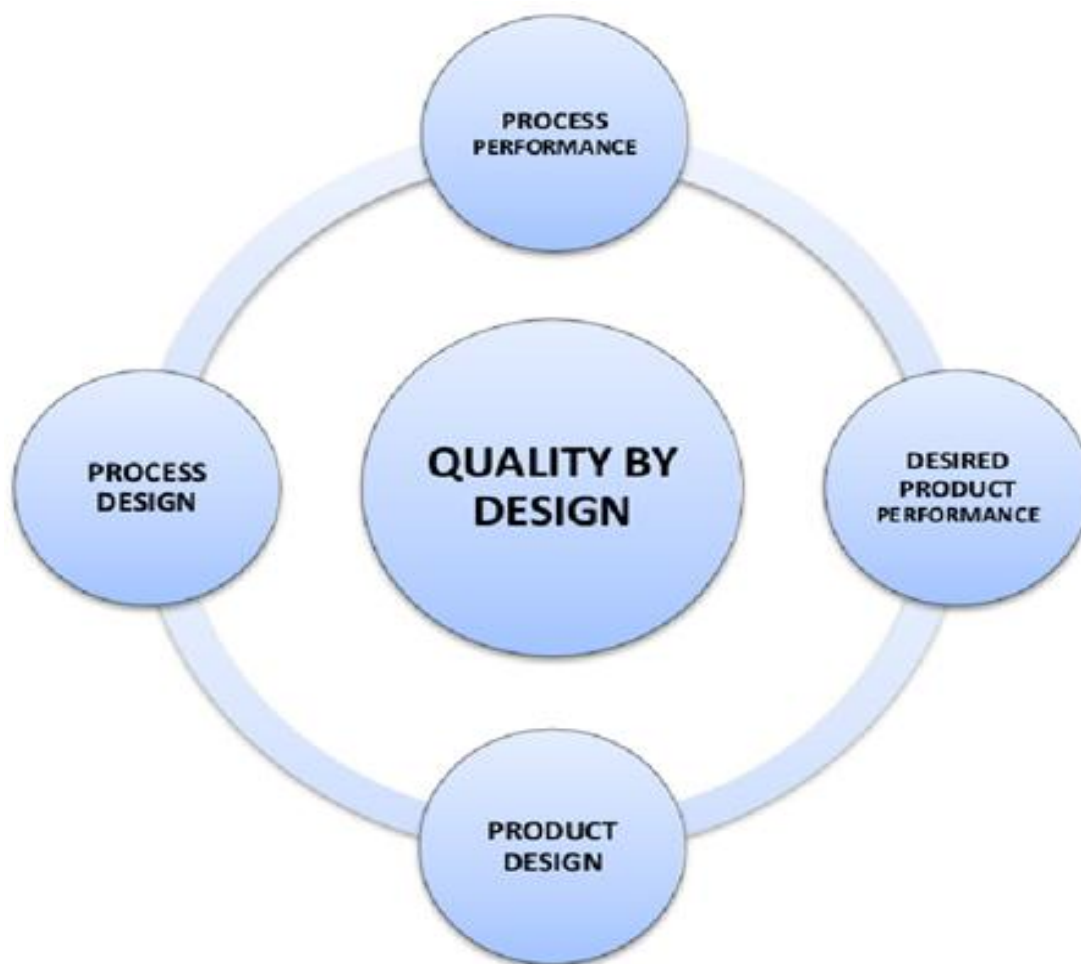 PROCESS
PERFORMANCE
PROCESS
DESIGN
QUALITY BY
DESIGN
DESIRED
PRODUCT
PERFORMANCE
PRODUCT
DESIGN